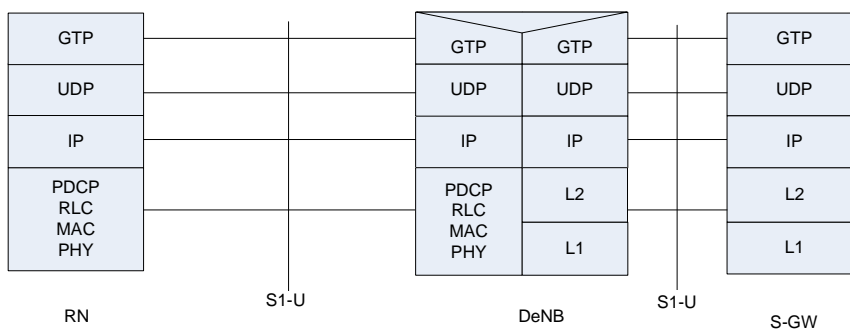 GTP
UDP
IP
PDCP
RLC
MAC
PHY
RN
S1-U
GTP
GTP
UDP
UDP
IP
IP
PDCP
RLC
MAC
PHY
L2
L1
DeNB
S1-U
GTP
UDP
IP
L2
L1
S-GW